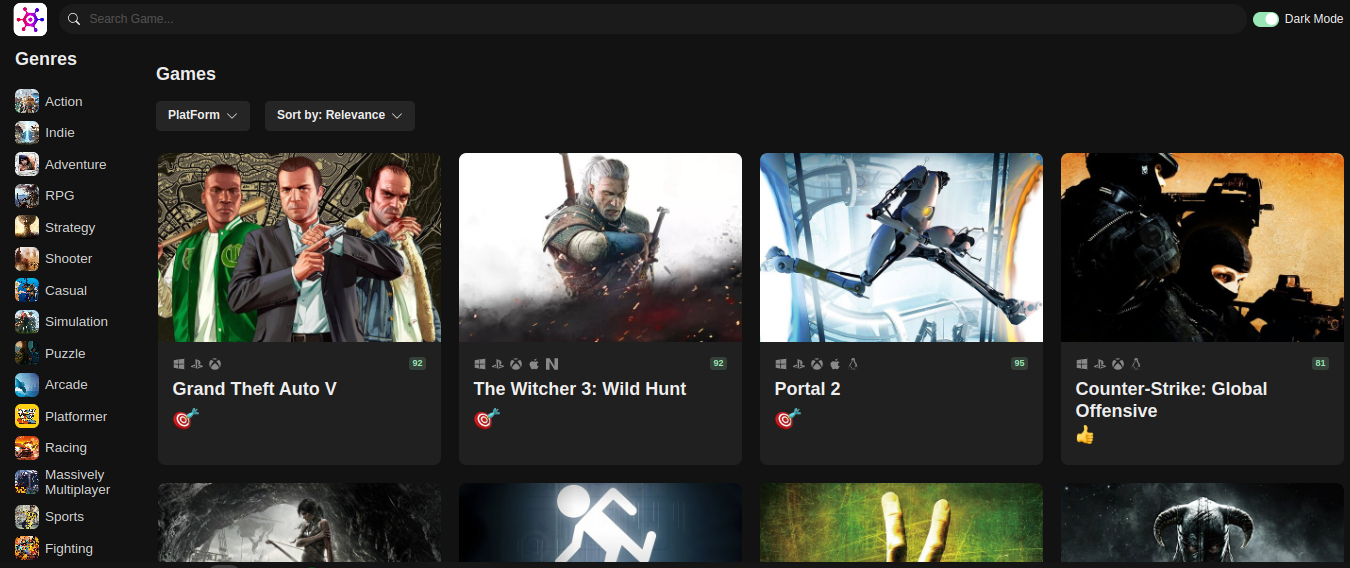 Search Game...
Dark Mode
Genres
Action
Indie
Adventure
RPG
Strategy
Shooter
Casual
Simulation
Puzzle
Arcade
Platformer
Racing
Massively
Multiplayer
Sports
Fighting
Games
PlatForm
Sort by: Relevance
92
Grand Theft Auto V
92
The Witcher 3: Wild Hunt
95
Portal 2
81
Counter-Strike: Global
Offensive